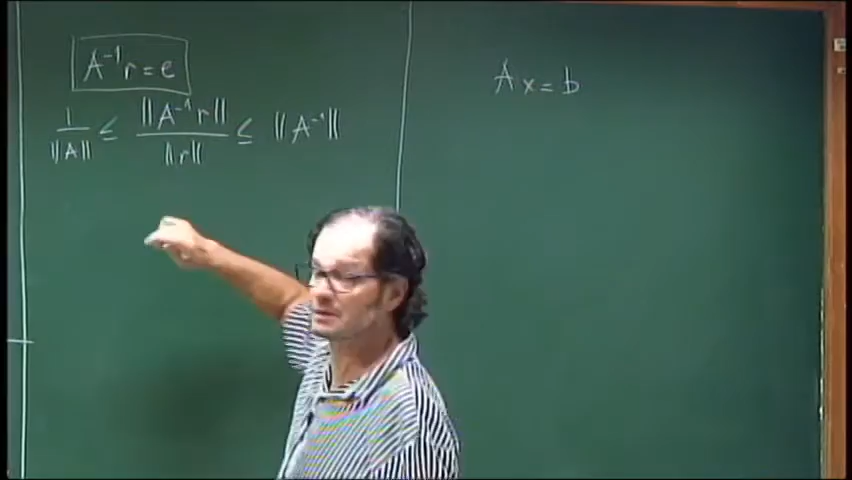 A⁻¹r = e
1/||A|| ≤ ||A⁻¹r||/||r|| ≤ ||A⁻¹||
Ax = b